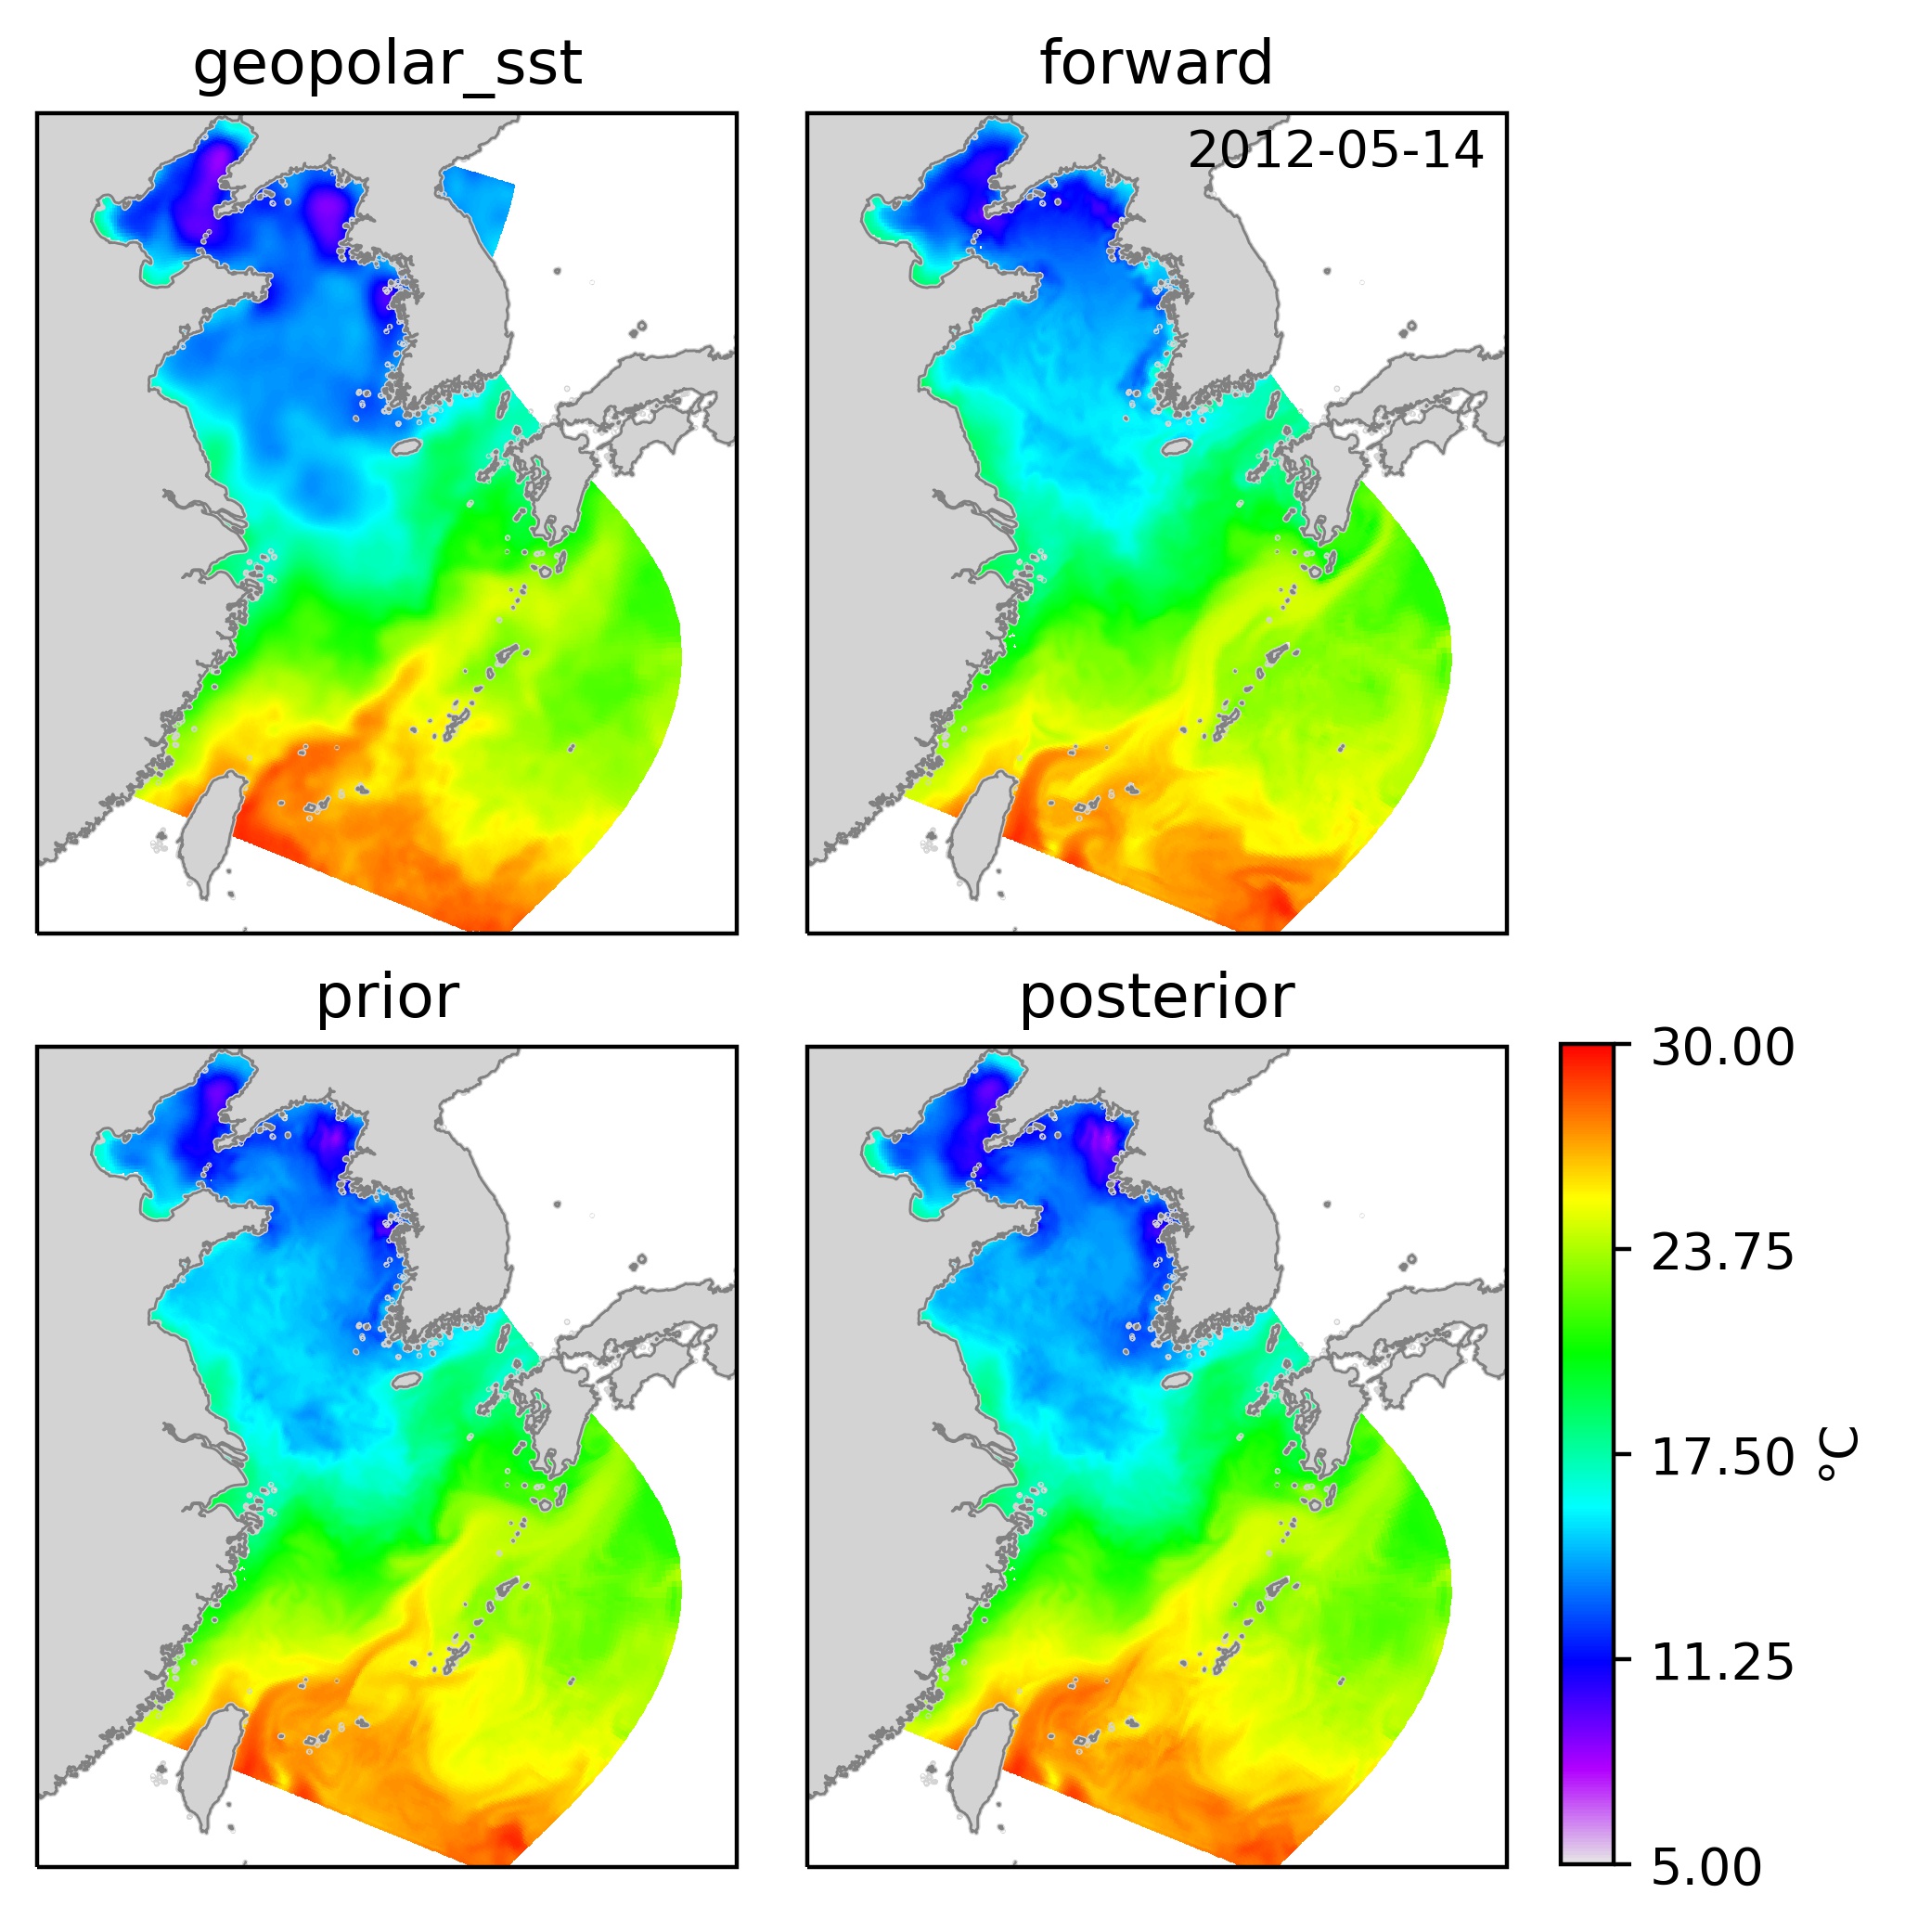 geopolar_sst
forward
2012-05-14
prior
posterior
30.00
23.75
17.50
11.25
5.00
°C